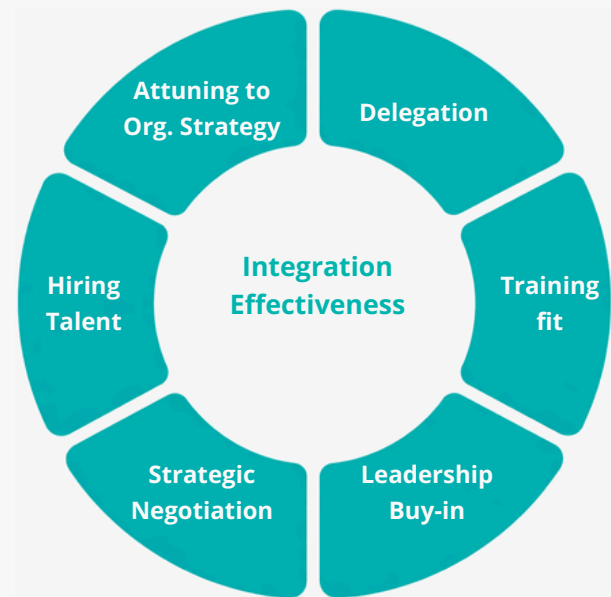 Attuning to
Org. Strategy
Delegation
Hiring
Talent
Integration
Effectiveness
Training
fit
Strategic
Negotiation
Leadership
Buy-in